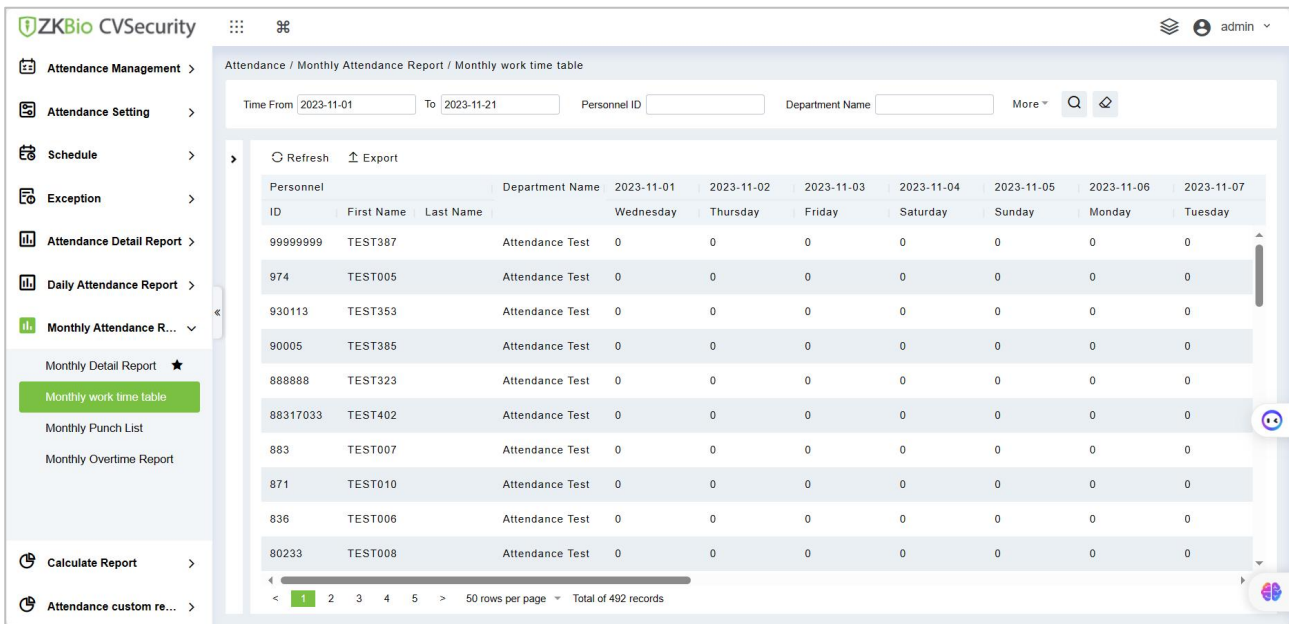 ZKBio CVSecurity
admin
Attendance Management
Attendance Setting
Schedule
Exception
Attendance Detail Report
Daily Attendance Report
Monthly Attendance R...
Monthly Detail Report
Monthly work time table
Monthly Punch List
Monthly Overtime Report
Calculate Report
Attendance custom re...
Attendance / Monthly Attendance Report / Monthly work time table
Time From 2023-11-01 To 2023-11-21 Personnel ID Department Name More
Refresh Export
Personnel Department Name 2023-11-01 2023-11-02 2023-11-03 2023-11-04 2023-11-05 2023-11-06 2023-11-07
ID First Name Last Name Wednesday Thursday Friday Saturday Sunday Monday Tuesday
99999999 TEST387 Attendance Test 0 0 0 0 0 0 0
974 TEST005 Attendance Test 0 0 0 0 0 0 0
930113 TEST353 Attendance Test 0 0 0 0 0 0 0
90005 TEST385 Attendance Test 0 0 0 0 0 0 0
888888 TEST323 Attendance Test 0 0 0 0 0 0 0
88317033 TEST402 Attendance Test 0 0 0 0 0 0 0
883 TEST007 Attendance Test 0 0 0 0 0 0 0
871 TEST010 Attendance Test 0 0 0 0 0 0 0
836 TEST006 Attendance Test 0 0 0 0 0 0 0
80233 TEST008 Attendance Test 0 0 0 0 0 0 0
< 1 2 3 4 5 > 50 rows per page Total of 492 records